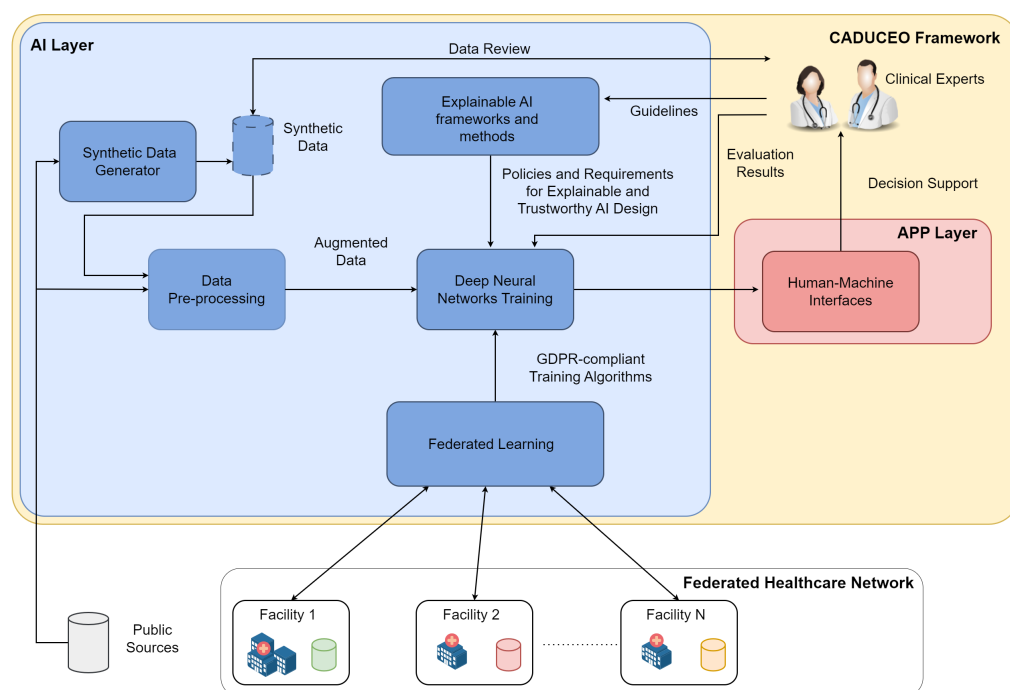 AI Layer
CADUCEO Framework
Data Review
Clinical Experts
Explainable AI
frameworks and
methods
Guidelines
Synthetic
Data
Synthetic Data
Generator
Evaluation
Results
Policies and Requirements
for Explainable and
Trustworthy AI Design
Decision Support
APP Layer
Augmented
Data
Data
Pre-processing
Deep Neural
Networks Training
Human-Machine
Interfaces
GDPR-compliant
Training Algorithms
Federated Learning
Federated Healthcare Network
Public
Sources
Facility 1
Facility 2
Facility N